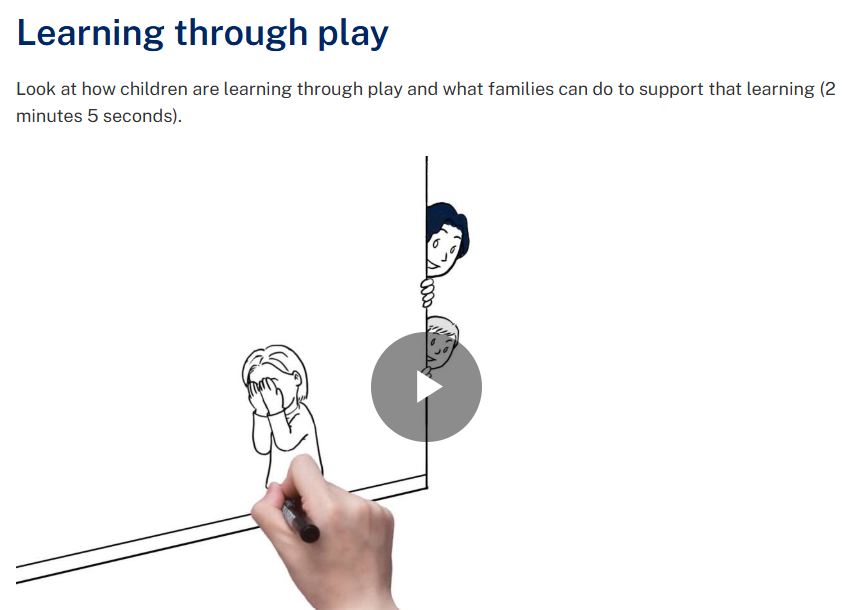 Learning through play
Look at how children are learning through play and what families can do to support that learning (2
minutes 5 seconds).